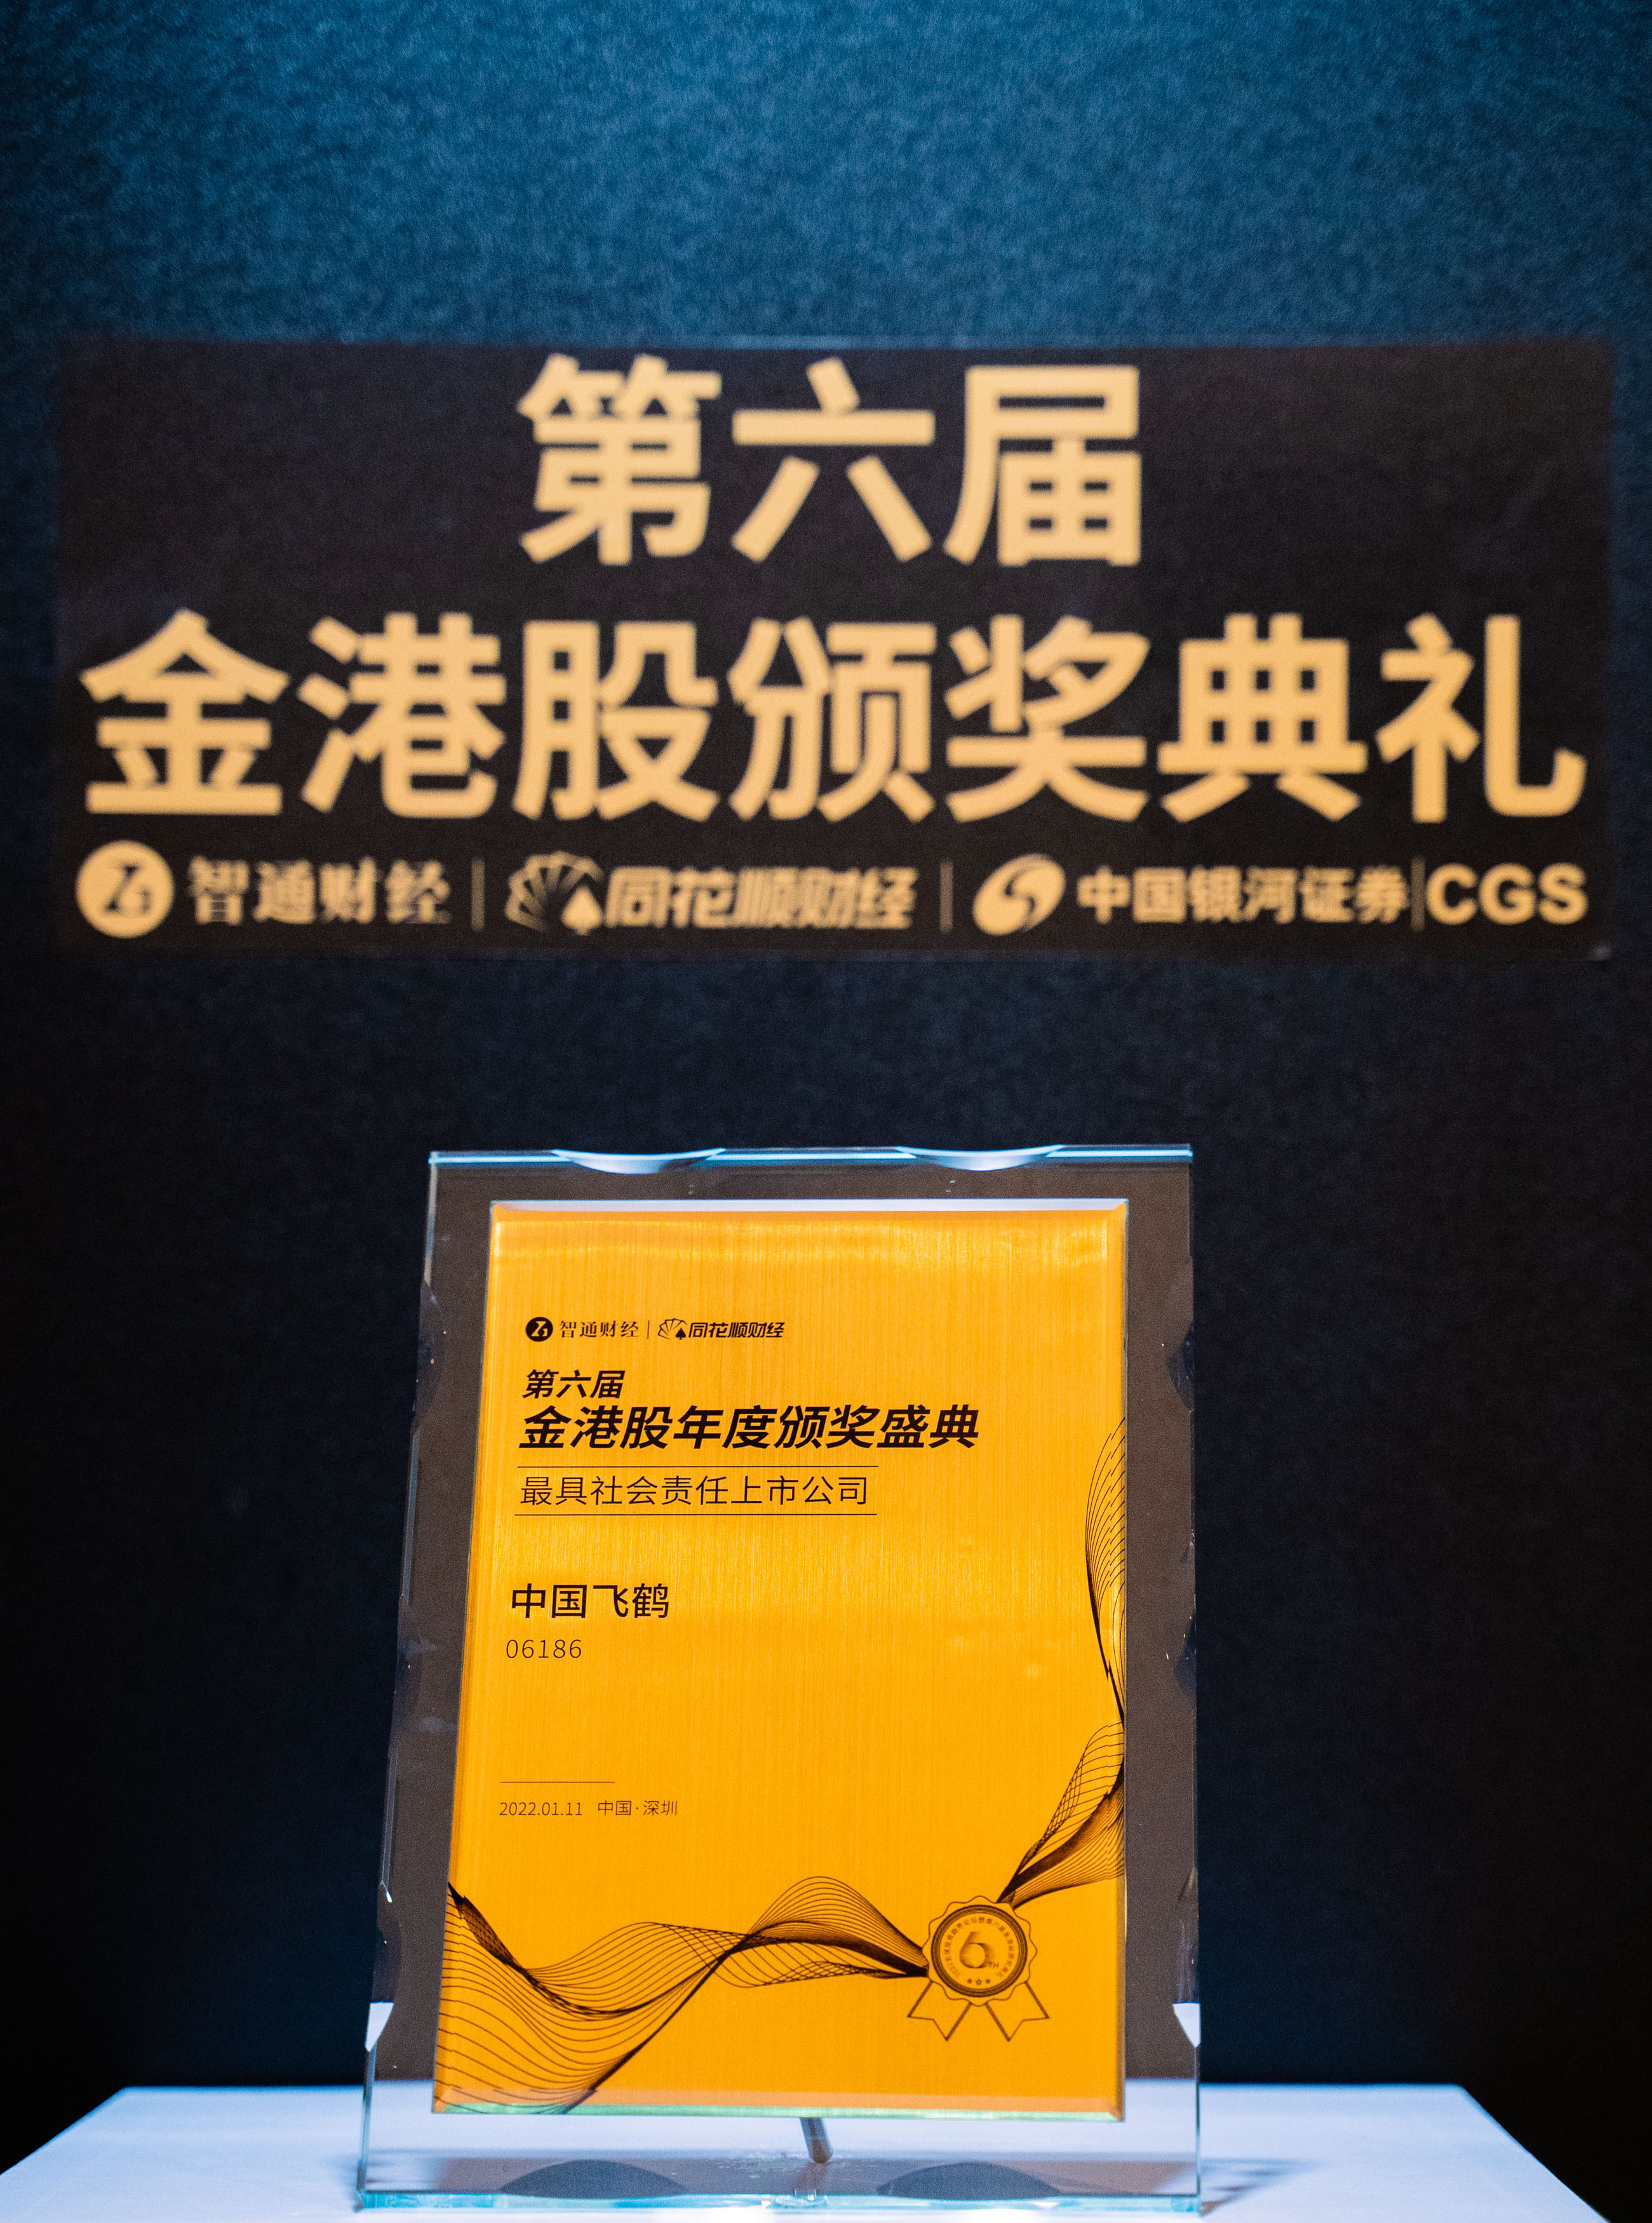 第六届
金港股颁奖典礼
智通财经 | 同花顺财经 | 中国银河证券|CGS
智通财经 | 同花顺财经
第六届
金港股年度颁奖盛典
最具社会责任上市公司
中国飞鹤
06186
2022.01.11 中国·深圳
6TH